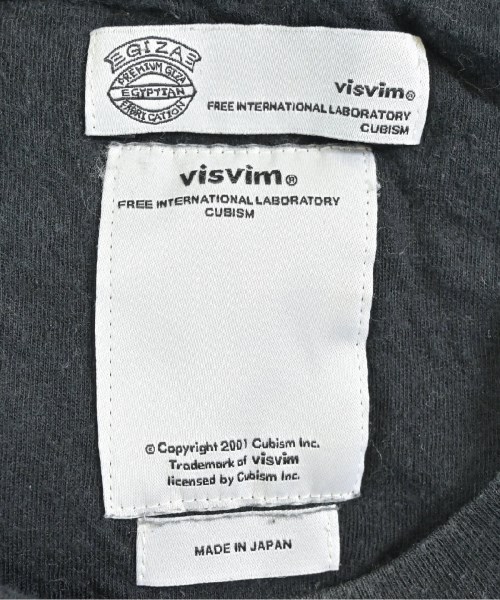 GIZA
PREMIUM GIZA
EGYPTIAN
FABRICATION
visvim®
FREE INTERNATIONAL LABORATORY
CUBISM
visvim®
FREE INTERNATIONAL LABORATORY
CUBISM
© Copyright 2001 Cubism Inc.
Trademark of visvim
licensed by Cubism Inc.
MADE IN JAPAN